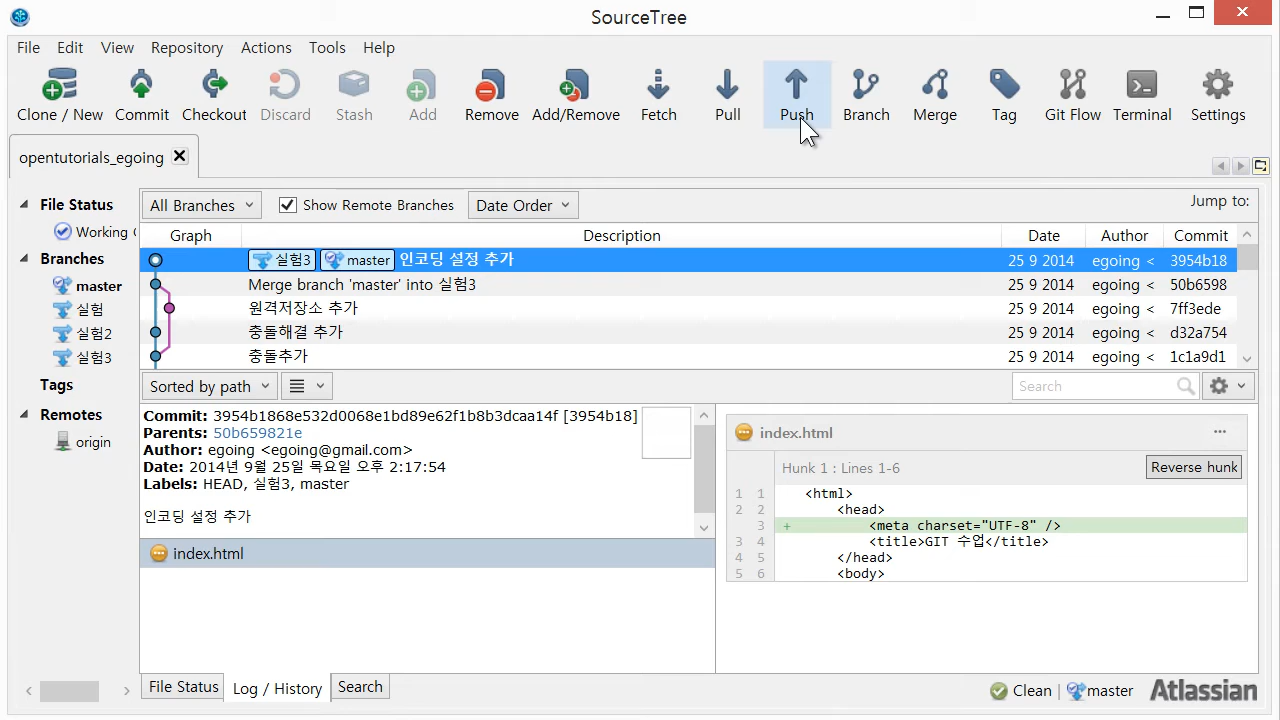 SourceTree
File Edit View Repository Actions Tools Help
Clone / New Commit Checkout Discard Stash Add Remove Add/Remove Fetch Pull Push Branch Merge Tag Git Flow Terminal Settings
opentutorials_egoing
File Status
Working
Branches
master
실험
실험2
실험3
Tags
Remotes
origin
All Branches Show Remote Branches Date Order Jump to:
Graph Description Date Author Commit
실험3 master 인코딩 설정 추가 25 9 2014 egoing < 3954b18
Merge branch 'master' into 실험3 25 9 2014 egoing < 50b6598
원격저장소 추가 25 9 2014 egoing < 7ff3ede
충돌해결 추가 25 9 2014 egoing < d32a754
충돌추가 25 9 2014 egoing < 1c1a9d1
Sorted by path Search
Commit: 3954b1868e532d0068e1bd89e62f1b8b3dcaa14f [3954b18]
Parents: 50b659821e
Author: egoing <egoing@gmail.com>
Date: 2014년 9월 25일 목요일 오후 2:17:54
Labels: HEAD, 실험3, master
인코딩 설정 추가
index.html
index.html ...
Hunk 1 : Lines 1-6 Reverse hunk
1 1 <html>
2 2 <head>
3 + <meta charset="UTF-8" />
3 4 <title>GIT 수업</title>
4 5 </head>
5 6 <body>
File Status Log / History Search Clean master Atlassian